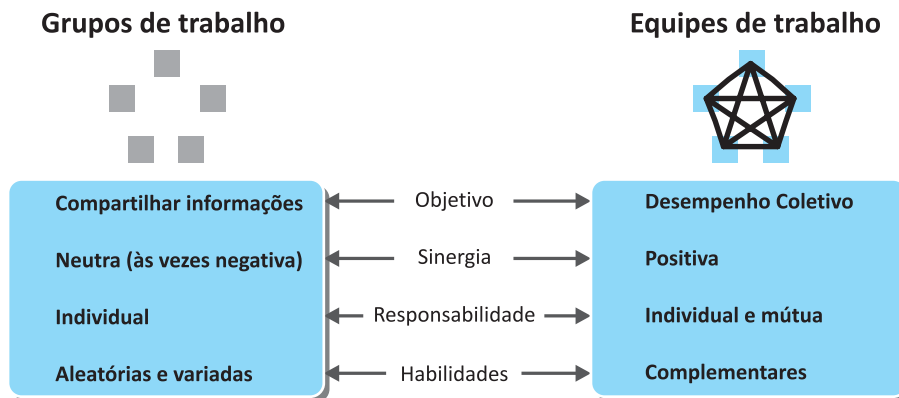 Grupos de trabalho
Equipes de trabalho
Compartilhar informações
Objetivo
Desempenho Coletivo
Neutra (às vezes negativa)
Sinergia
Positiva
Individual
Responsabilidade
Individual e mútua
Aleatórias e variadas
Habilidades
Complementares